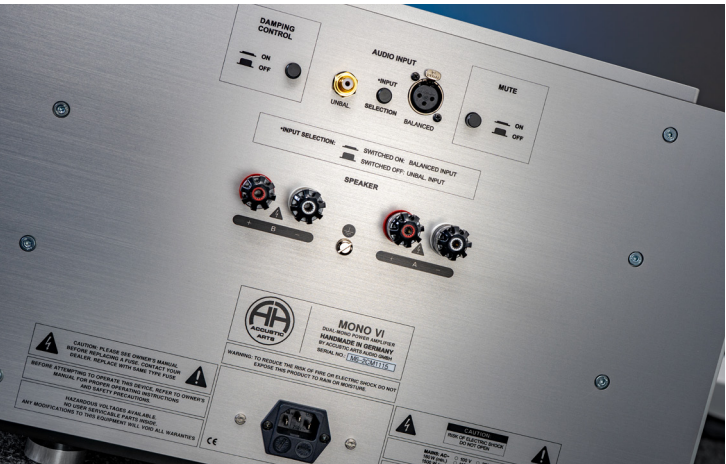 DAMPING
CONTROL
ON
OFF
AUDIO INPUT
UNBAL.
*INPUT
SELECTION
BALANCED
MUTE
ON
OFF
*INPUT SELECTION:
SWITCHED ON: BALANCED INPUT
SWITCHED OFF: UNBAL. INPUT
SPEAKER
+ B −
+ A −
AA
ACCUSTIC
ARTS
MONO VI
DUAL-MONO POWER AMPLIFIER
HANDMADE IN GERMANY
BY ACCUSTIC ARTS AUDIO GMBH
SERIAL NO.:
WARNING: TO REDUCE THE RISK OF FIRE OR ELECTRIC SHOCK DO NOT
EXPOSE THIS PRODUCT TO RAIN OR MOISTURE.
CAUTION: PLEASE SEE OWNER'S MANUAL
BEFORE REPLACING A FUSE. CONTACT YOUR
DEALER. REPLACE WITH SAME TYPE FUSE
BEFORE ATTEMPTING TO OPERATE THIS DEVICE, REFER TO OWNER'S
MANUAL FOR PROPER OPERATING INSTRUCTIONS
AND SAFETY PRECAUTIONS.
HAZARDOUS VOLTAGES AVAILABLE.
NO USER SERVICABLE PARTS INSIDE.
ANY MODIFICATIONS TO THIS EQUIPMENT WILL VOID ALL WARRANTIES
CE
CAUTION
RISK OF ELECTRIC SHOCK
DO NOT OPEN.
MAINS: AC~
100 V